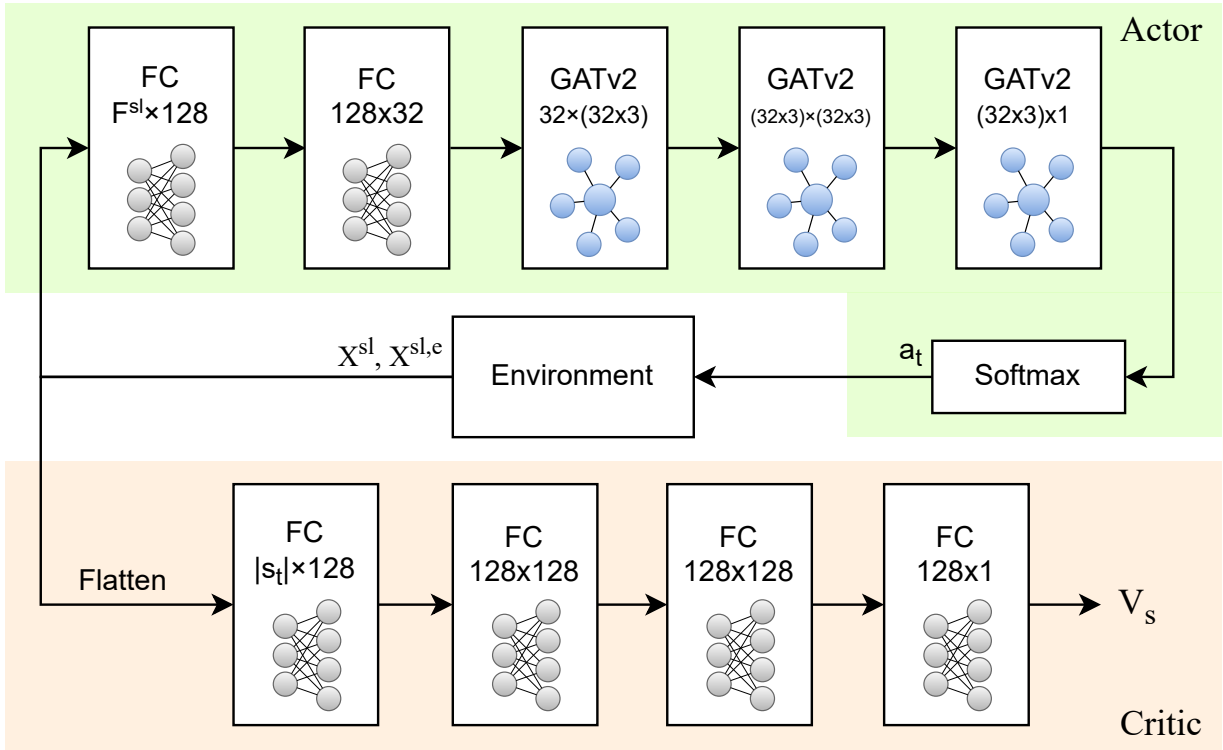 Actor
FC
F^sl×128
FC
128x32
GATv2
32×(32x3)
GATv2
(32x3)×(32x3)
GATv2
(32x3)x1
X^sl, X^sl,e
Environment
a_t
Softmax
Flatten
FC
|s_t|×128
FC
128x128
FC
128x128
FC
128x1
V_s
Critic